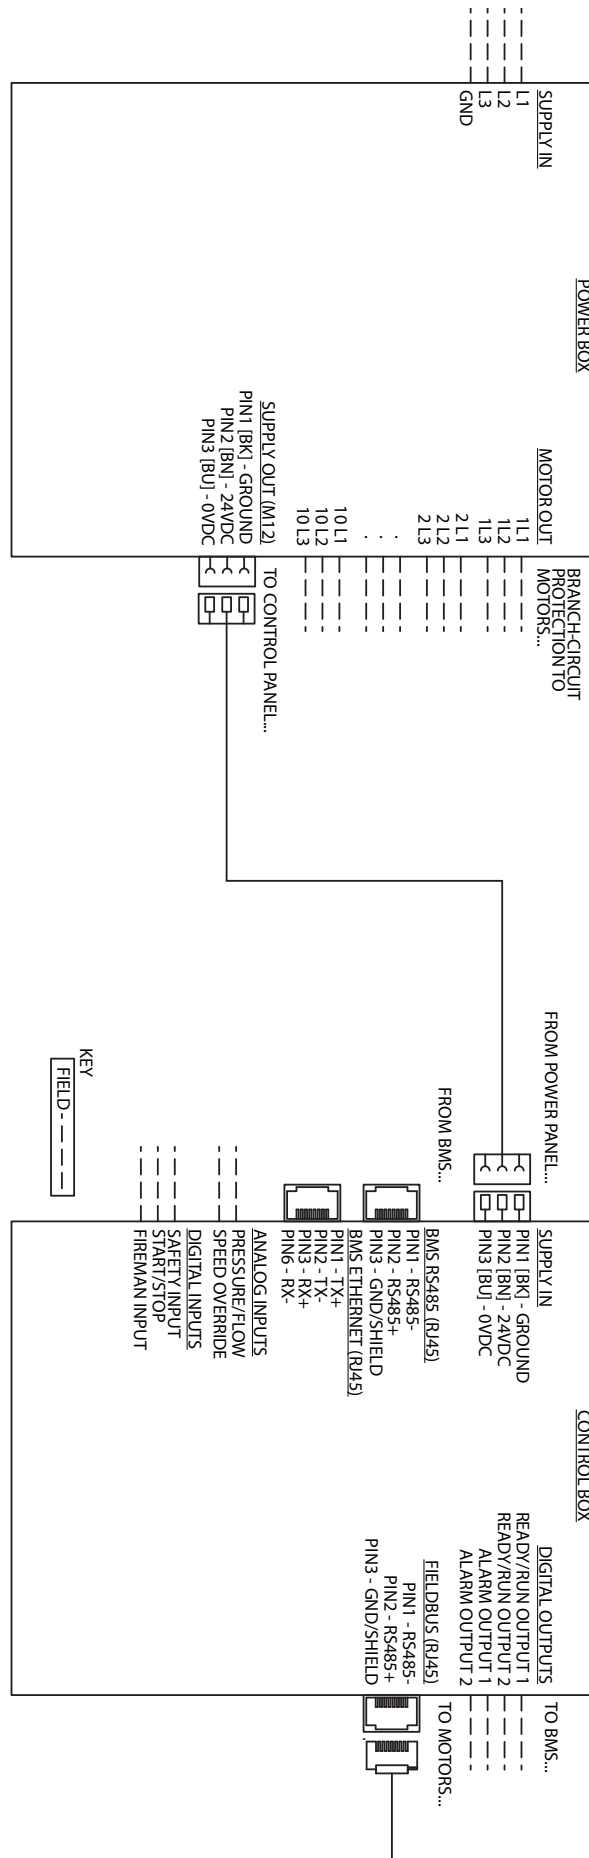 POWER BOX
SUPPLY IN
L1
L2
L3
GND
MOTOR OUT
1L1
1L2
1L3
2 L1
2 L2
2 L3
.
.
.
10 L1
10 L2
10 L3
SUPPLY OUT (M12)
PIN1 [BK] - GROUND
PIN2 [BN] - 24VDC
PIN3 [BU] - 0VDC
BRANCH-CIRCUIT
PROTECTION TO
MOTORS...
TO CONTROL PANEL...
FROM POWER PANEL...
FROM BMS...
KEY
FIELD - — — —
CONTROL BOX
SUPPLY IN
PIN1 [BK] - GROUND
PIN2 [BN] - 24VDC
PIN3 [BU] - 0VDC
BMS RS485 (RJ45)
PIN1 - RS485-
PIN2 - RS485+
PIN3 - GND/SHIELD
BMS ETHERNET (RJ45)
PIN1 - TX+
PIN2 - TX-
PIN3 - RX+
PIN6 - RX-
ANALOG INPUTS
PRESSURE/FLOW
SPEED OVERRIDE
DIGITAL INPUTS
SAFETY INPUT
START/STOP
FIREMAN INPUT
DIGITAL OUTPUTS
READY/RUN OUTPUT 1
READY/RUN OUTPUT 2
ALARM OUTPUT 1
ALARM OUTPUT 2
FIELDBUS (RJ45)
PIN1 - RS485-
PIN2 - RS485+
PIN3 - GND/SHIELD
TO BMS...
TO MOTORS...